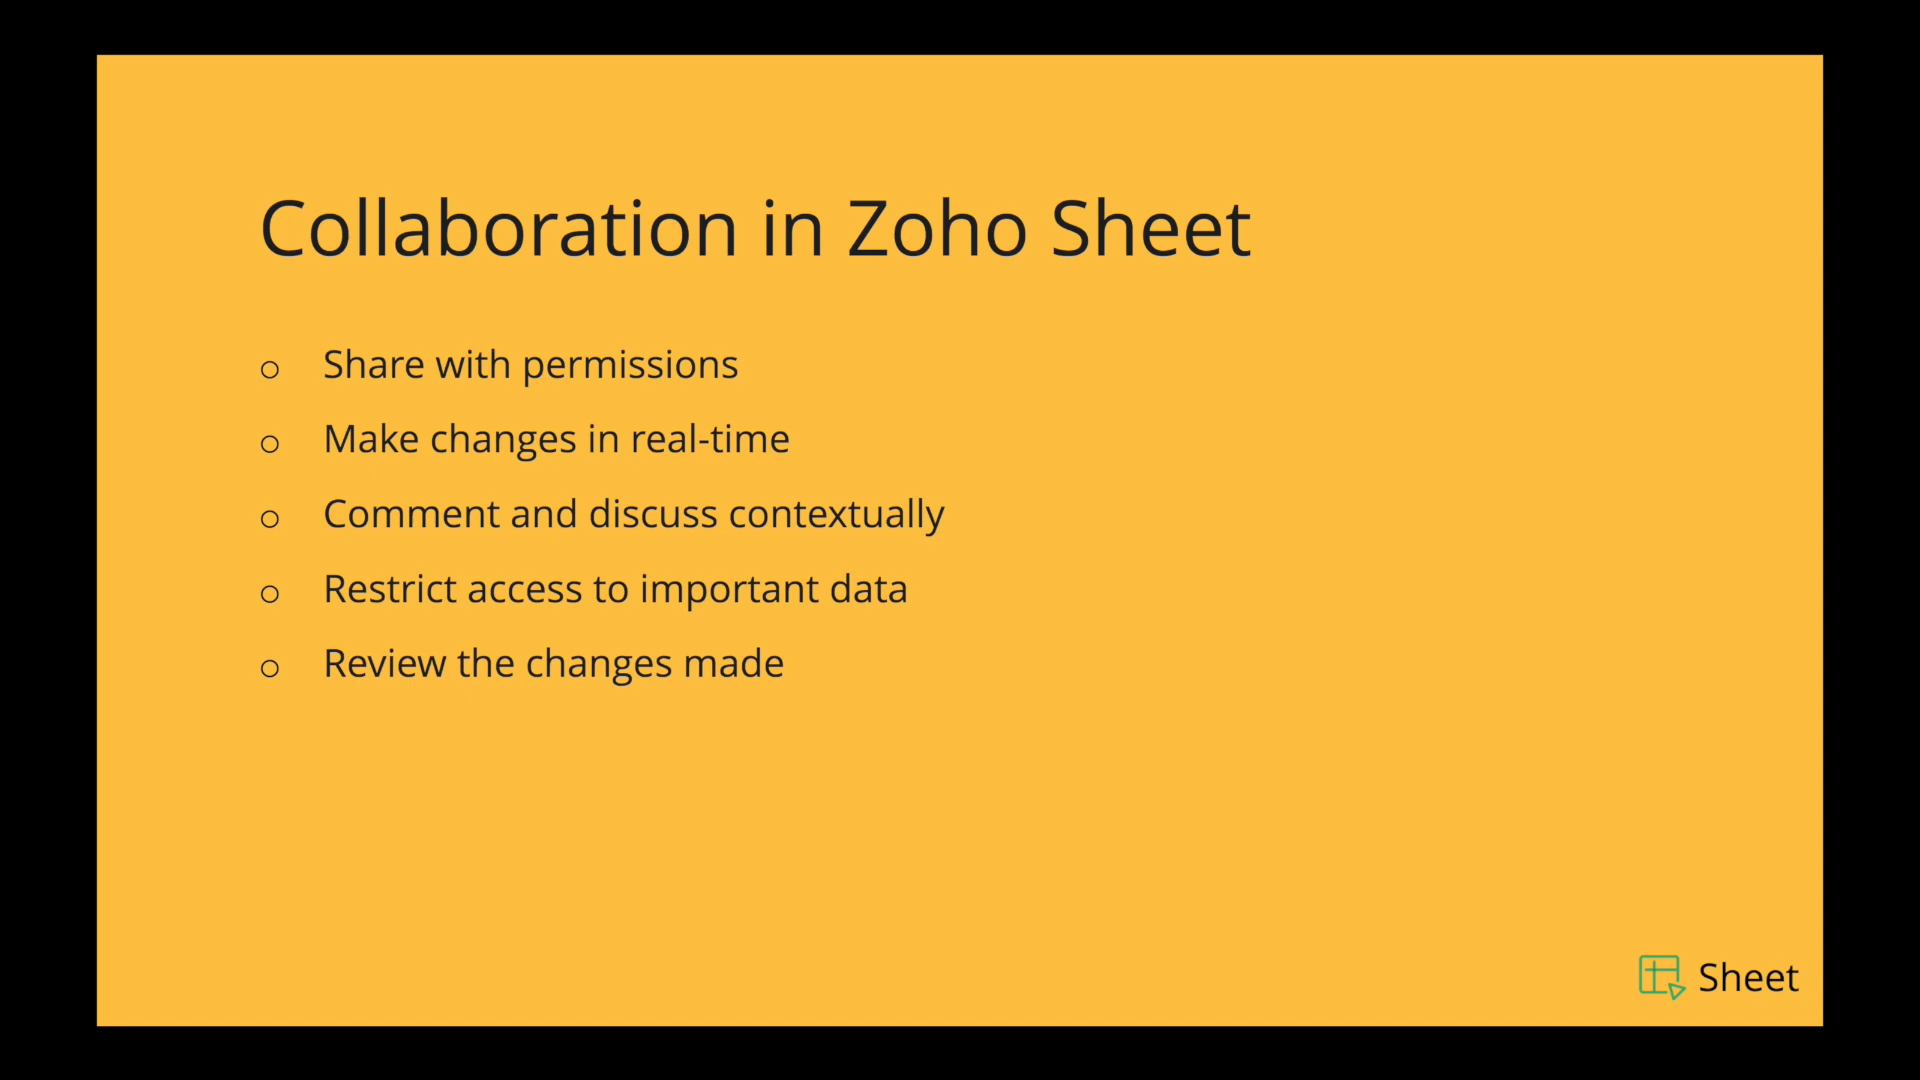 Collaboration in Zoho Sheet
Share with permissions
Make changes in real-time
Comment and discuss contextually
Restrict access to important data
Review the changes made
Sheet